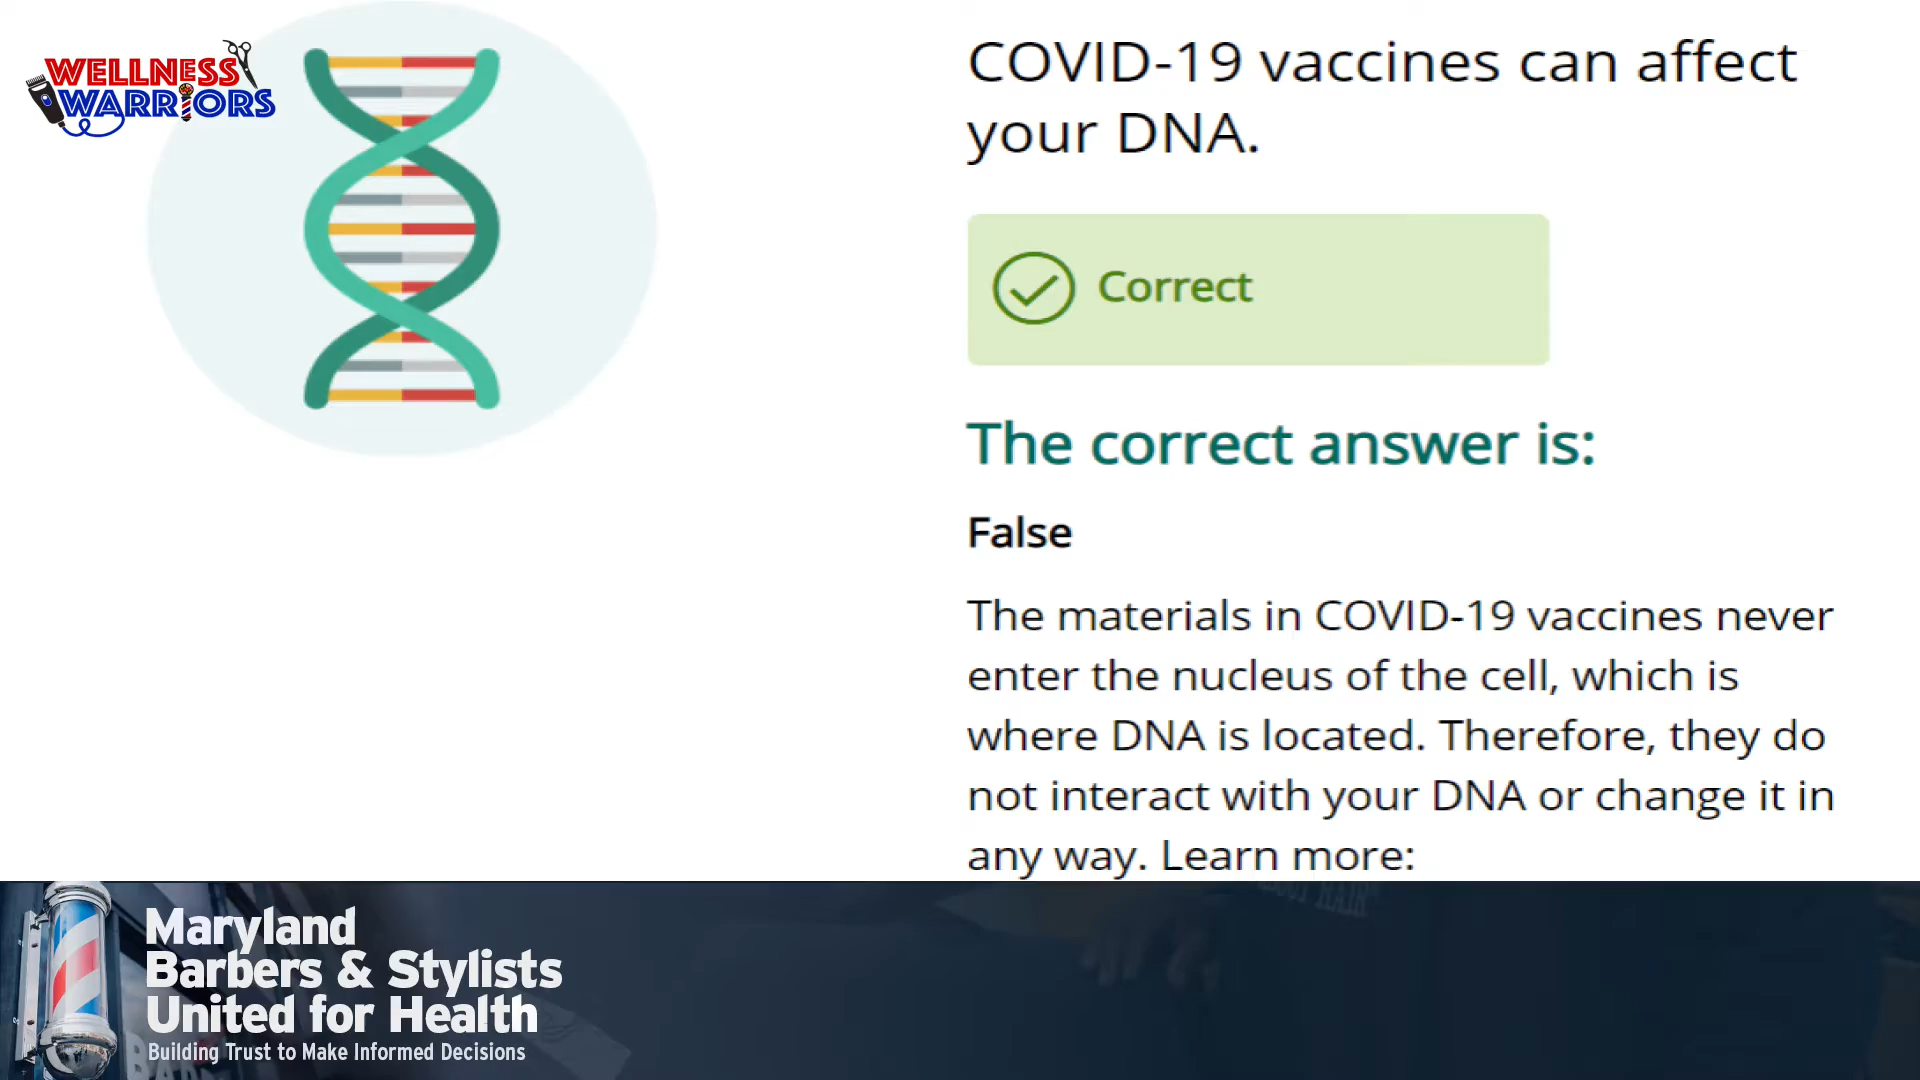 WELLNESS
WARRIORS
COVID-19 vaccines can affect
your DNA.
Correct
The correct answer is:
False
The materials in COVID-19 vaccines never
enter the nucleus of the cell, which is
where DNA is located. Therefore, they do
not interact with your DNA or change it in
any way. Learn more:
Maryland
Barbers & Stylists
United for Health
Building Trust to Make Informed Decisions